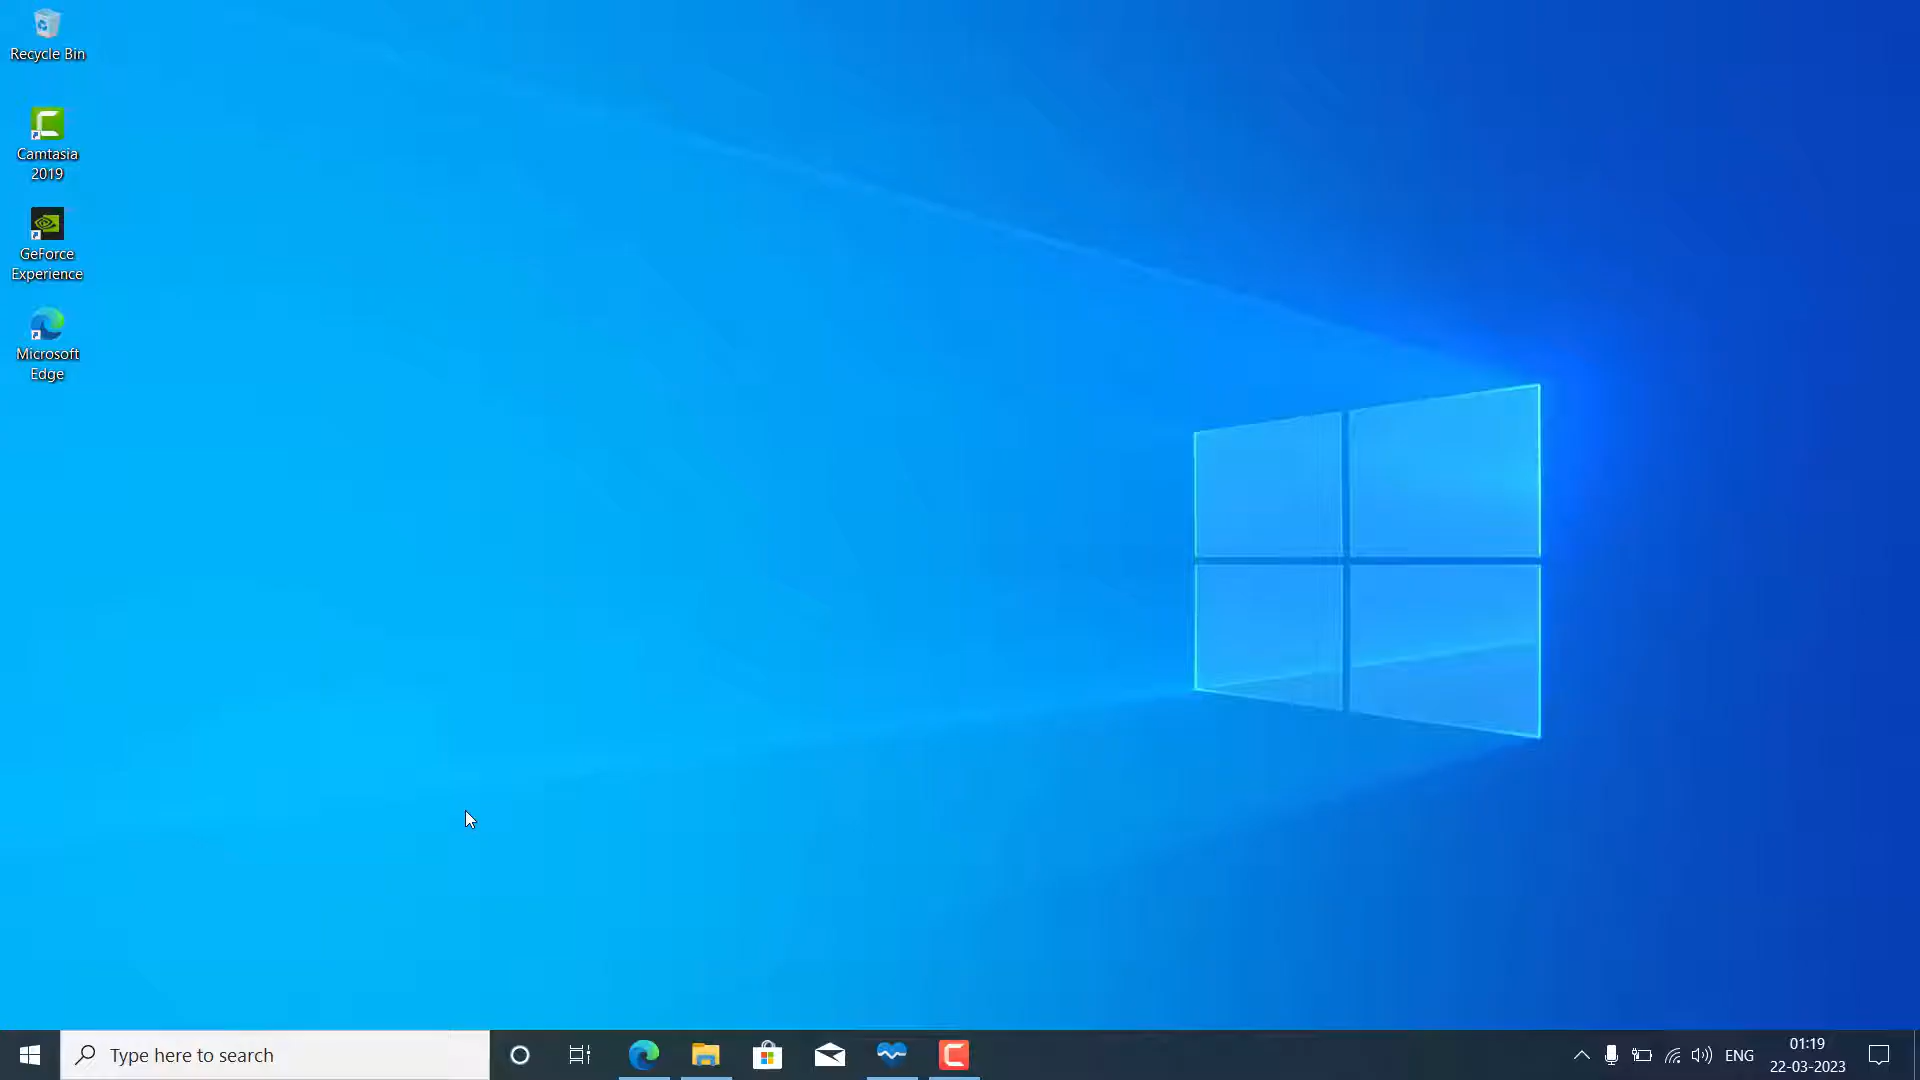 Recycle Bin
Camtasia
2019
GeForce
Experience
Microsoft
Edge
Type here to search
ENG
01:19
22-03-2023